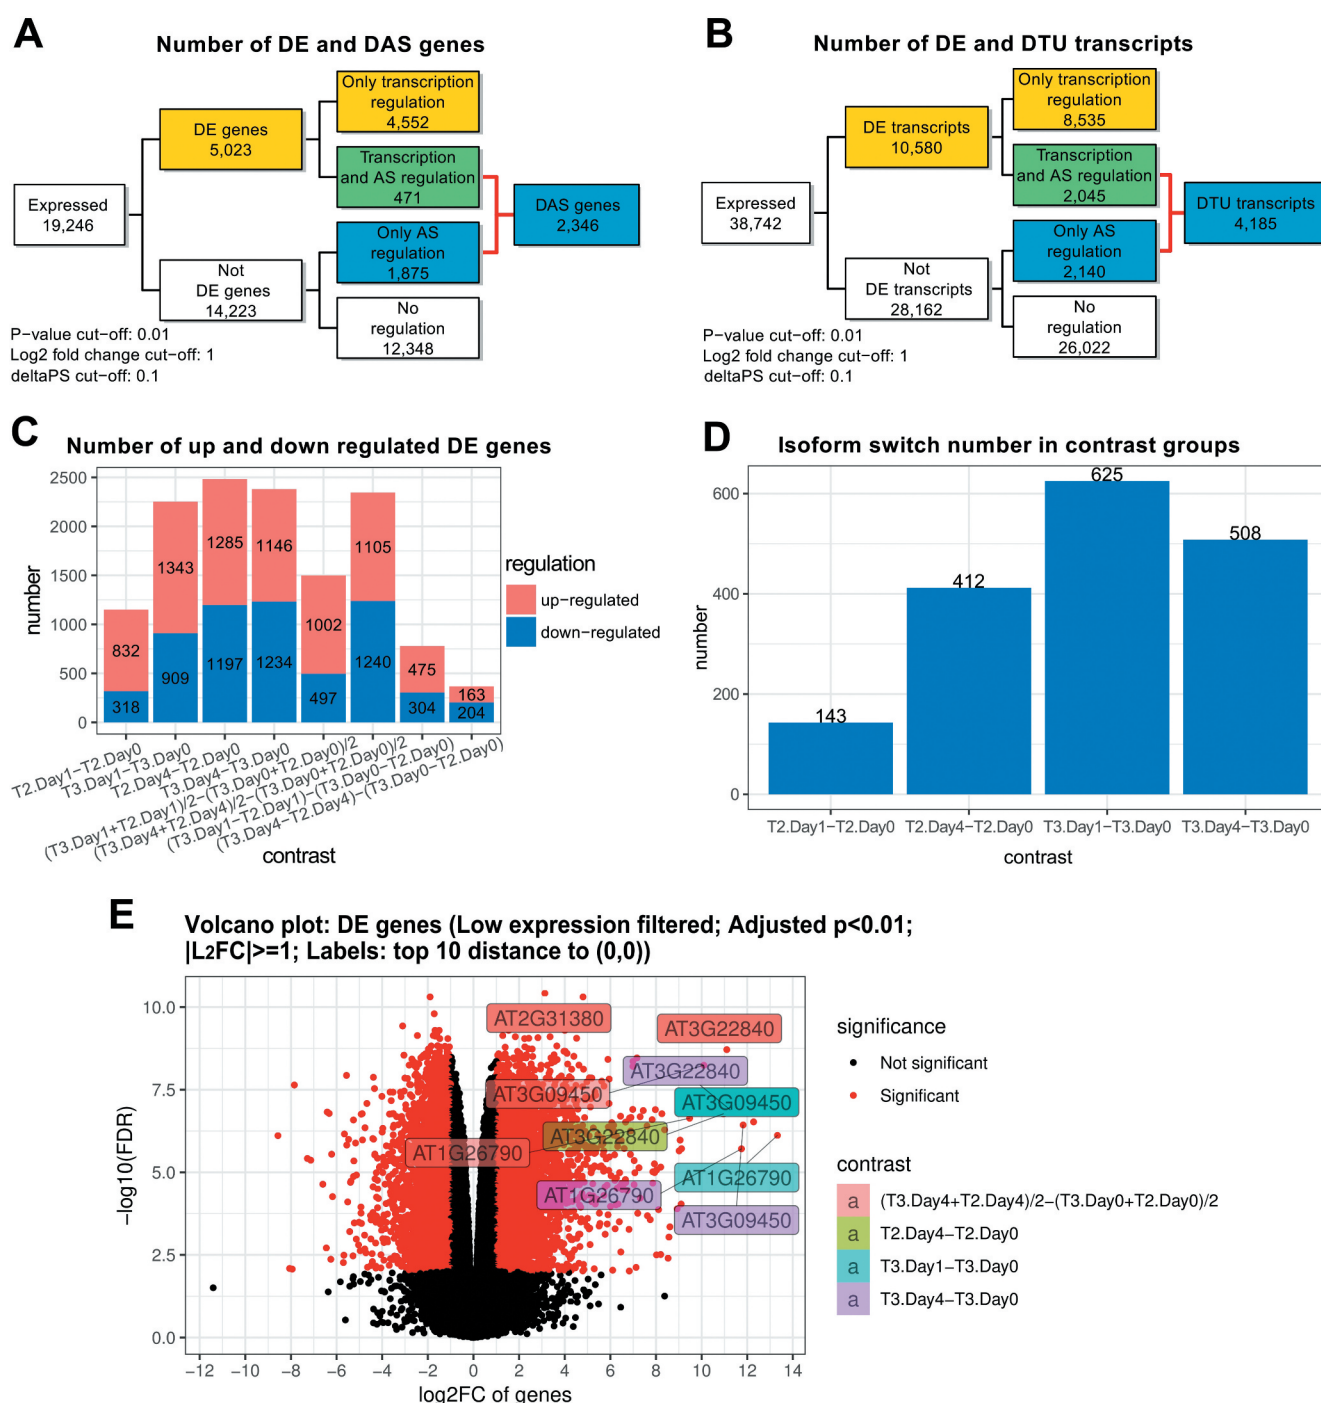 A
Number of DE and DAS genes
Expressed
19,246
DE genes
5,023
Not
DE genes
14,223
Only transcription
regulation
4,552
Transcription
and AS regulation
471
Only AS
regulation
1,875
No
regulation
12,348
DAS genes
2,346
P−value cut−off: 0.01
Log2 fold change cut−off: 1
deltaPS cut−off: 0.1
B
Number of DE and DTU transcripts
Expressed
38,742
DE transcripts
10,580
Not
DE transcripts
28,162
Only transcription
regulation
8,535
Transcription
and AS regulation
2,045
Only AS
regulation
2,140
No
regulation
26,022
DTU transcripts
4,185
P−value cut−off: 0.01
Log2 fold change cut−off: 1
deltaPS cut−off: 0.1
C
Number of up and down regulated DE genes
number
2500
2000
1500
1000
500
0
832
318
1343
909
1285
1197
1146
1234
1002
497
1105
1240
475
304
163
204
T2.Day1−T2.Day0
T3.Day1−T3.Day0
T2.Day4−T2.Day0
T3.Day4−T3.Day0
(T3.Day1+T2.Day1)/2−(T3.Day0+T2.Day0)/2
(T3.Day4+T2.Day4)/2−(T3.Day0+T2.Day0)/2
(T3.Day1−T2.Day1)−(T3.Day0−T2.Day0)
(T3.Day4−T2.Day4)−(T3.Day0−T2.Day0)
contrast
regulation
up−regulated
down−regulated
D
Isoform switch number in contrast groups
number
600
400
200
0
143
412
625
508
T2.Day1−T2.Day0
T2.Day4−T2.Day0
T3.Day1−T3.Day0
T3.Day4−T3.Day0
contrast
E
Volcano plot: DE genes (Low expression filtered; Adjusted p<0.01;
|L2FC|>=1; Labels: top 10 distance to (0,0))
−log10(FDR)
10.0
7.5
5.0
2.5
0.0
AT2G31380
AT3G22840
AT3G22840
AT3G09450
AT3G09450
AT3G22840
AT1G26790
AT1G26790
AT1G26790
AT3G09450
−12 −10 −8 −6 −4 −2 0 2 4 6 8 10 12 14
log2FC of genes
significance
Not significant
Significant
contrast
a (T3.Day4+T2.Day4)/2−(T3.Day0+T2.Day0)/2
a T2.Day4−T2.Day0
a T3.Day1−T3.Day0
a T3.Day4−T3.Day0